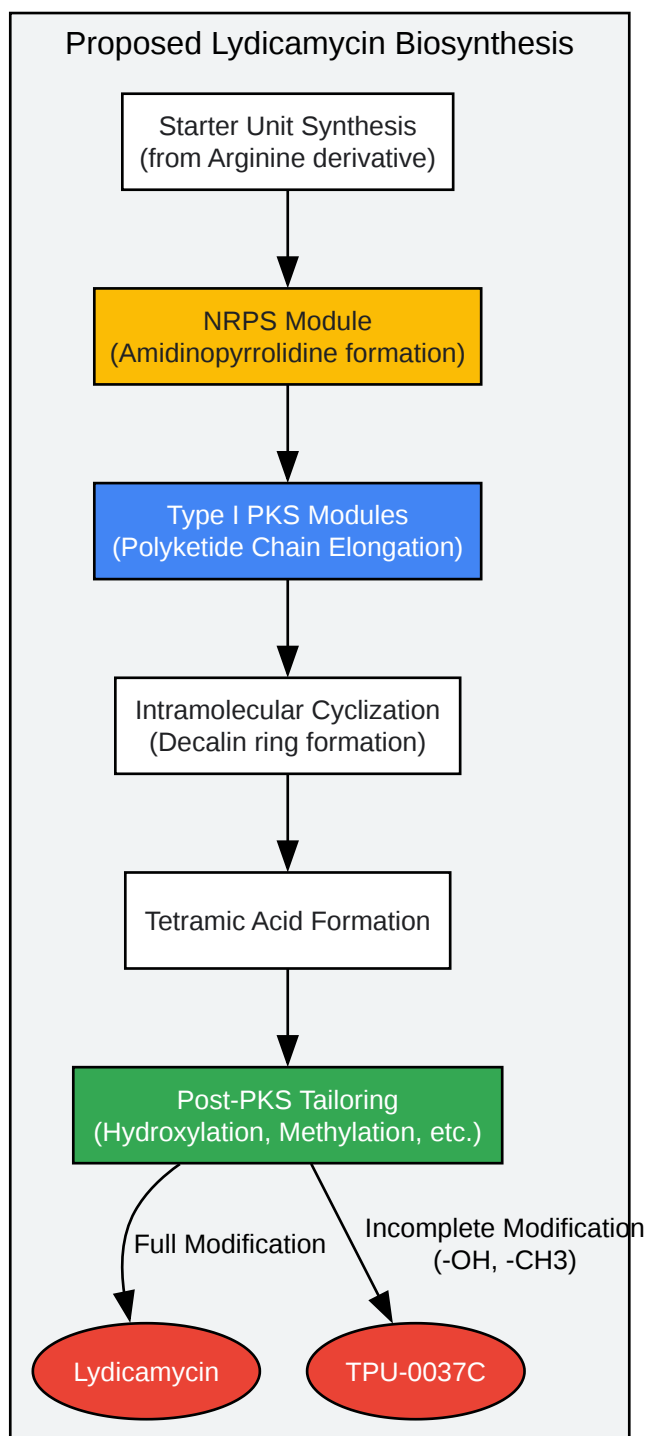 Proposed Lydicamycin Biosynthesis
Starter Unit Synthesis
(from Arginine derivative)
NRPS Module
(Amidinopyrrolidine formation)
Type I PKS Modules
(Polyketide Chain Elongation)
Intramolecular Cyclization
(Decalin ring formation)
Tetramic Acid Formation
Post-PKS Tailoring
(Hydroxylation, Methylation, etc.)
Full Modification
Incomplete Modification
(-OH, -CH3)
Lydicamycin
TPU-0037C